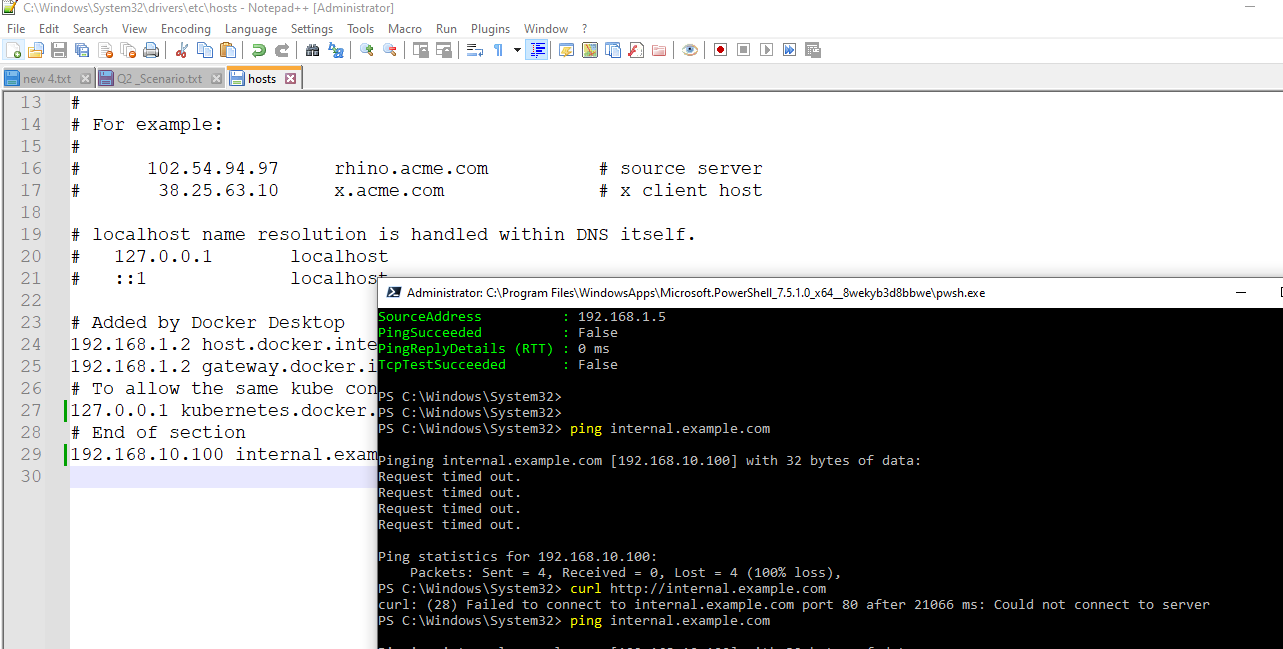 C:\Windows\System32\drivers\etc\hosts - Notepad++ [Administrator]
File Edit Search View Encoding Language Settings Tools Macro Run Plugins Window ?
new 4.txt Q2 _Scenario.txt hosts
13 #
14 # For example:
15 #
16 # 102.54.94.97 rhino.acme.com # source server
17 # 38.25.63.10 x.acme.com # x client host
18
19 # localhost name resolution is handled within DNS itself.
20 # 127.0.0.1 localhost
21 # ::1 localhost
22
23 # Added by Docker Desktop
24 192.168.1.2 host.docker.inte
25 192.168.1.2 gateway.docker.i
26 # To allow the same kube con
27 127.0.0.1 kubernetes.docker.
28 # End of section
29 192.168.10.100 internal.exam
30
Administrator: C:\Program Files\WindowsApps\Microsoft.PowerShell_7.5.1.0_x64__8wekyb3d8bbwe\pwsh.exe
SourceAddress : 192.168.1.5
PingSucceeded : False
PingReplyDetails (RTT) : 0 ms
TcpTestSucceeded : False
PS C:\Windows\System32>
PS C:\Windows\System32>
PS C:\Windows\System32> ping internal.example.com
Pinging internal.example.com [192.168.10.100] with 32 bytes of data:
Request timed out.
Request timed out.
Request timed out.
Request timed out.
Ping statistics for 192.168.10.100:
Packets: Sent = 4, Received = 0, Lost = 4 (100% loss),
PS C:\Windows\System32> curl http://internal.example.com
curl: (28) Failed to connect to internal.example.com port 80 after 21066 ms: Could not connect to server
PS C:\Windows\System32> ping internal.example.com